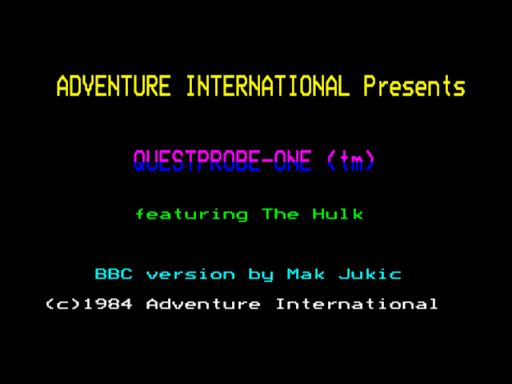 ADVENTURE INTERNATIONAL Presents
QUESTPROBE-ONE (tm)
featuring The Hulk
BBC version by Mak Jukic
(c)1984 Adventure International